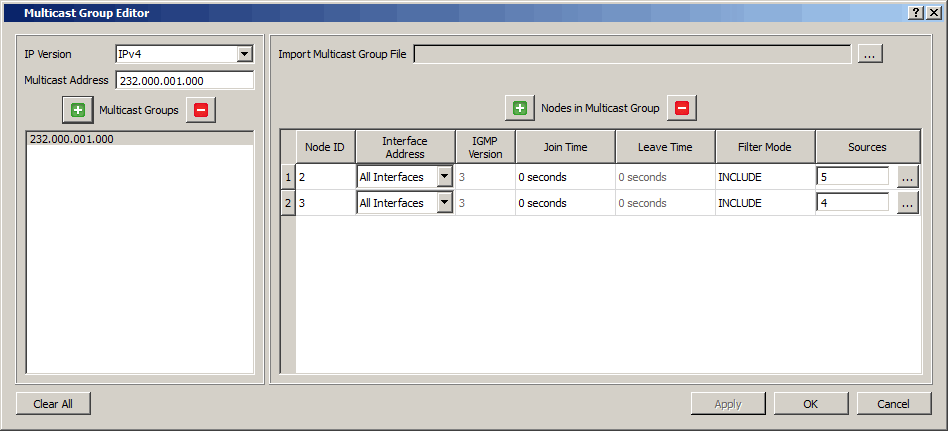 Multicast Group Editor
?
IP Version IPv4
Multicast Address 232.000.001.000
Multicast Groups
232.000.001.000
Import Multicast Group File ...
Nodes in Multicast Group
Node ID Interface Address IGMP Version Join Time Leave Time Filter Mode Sources
1 2 All Interfaces 3 0 seconds 0 seconds INCLUDE 5 ...
2 3 All Interfaces 3 0 seconds 0 seconds INCLUDE 4 ...
Clear All Apply OK Cancel